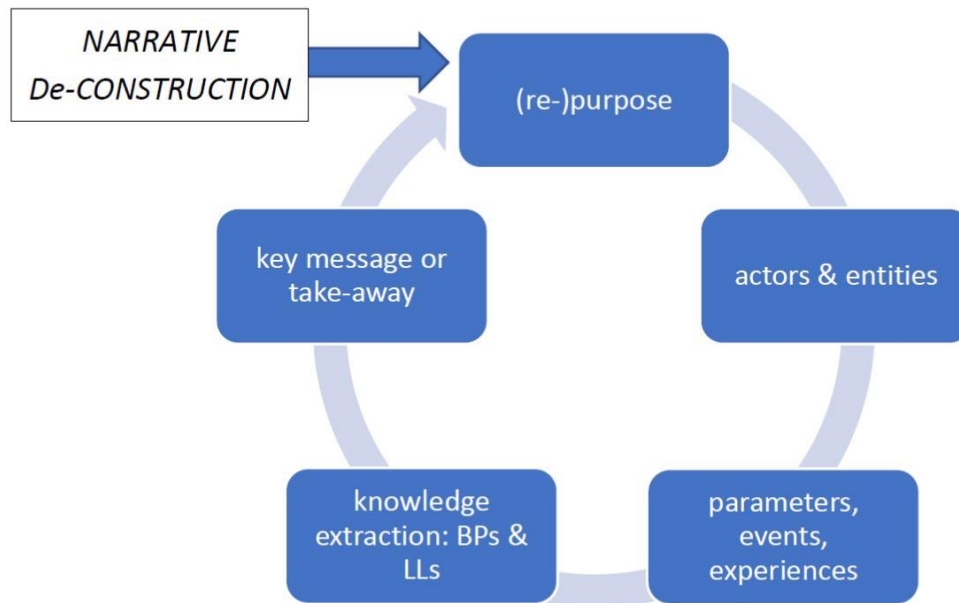 NARRATIVE
De-CONSTRUCTION
(re-)purpose
actors & entities
parameters,
events,
experiences
knowledge
extraction: BPs &
LLs
key message or
take-away